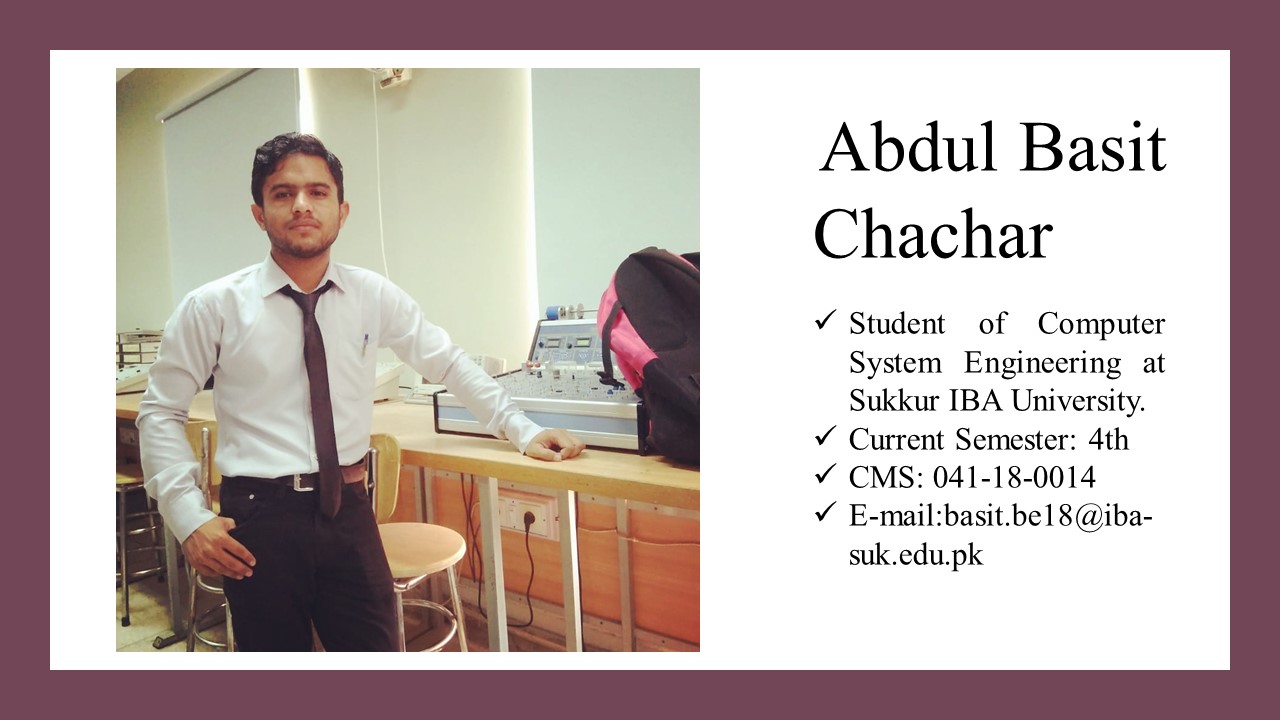 Abdul Basit
Chachar
✓ Student of Computer
System Engineering at
Sukkur IBA University.
✓ Current Semester: 4th
✓ CMS: 041-18-0014
✓ E-mail:basit.be18@iba-
suk.edu.pk